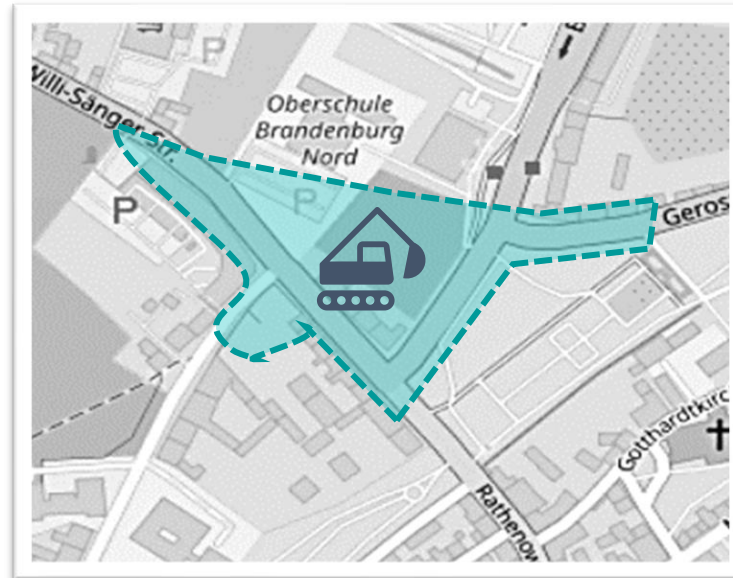 P
Willi-Sänger-Str.
Oberschule
Brandenburg
Nord
P
P
Geros
Gotthardtkirc
Rathenow